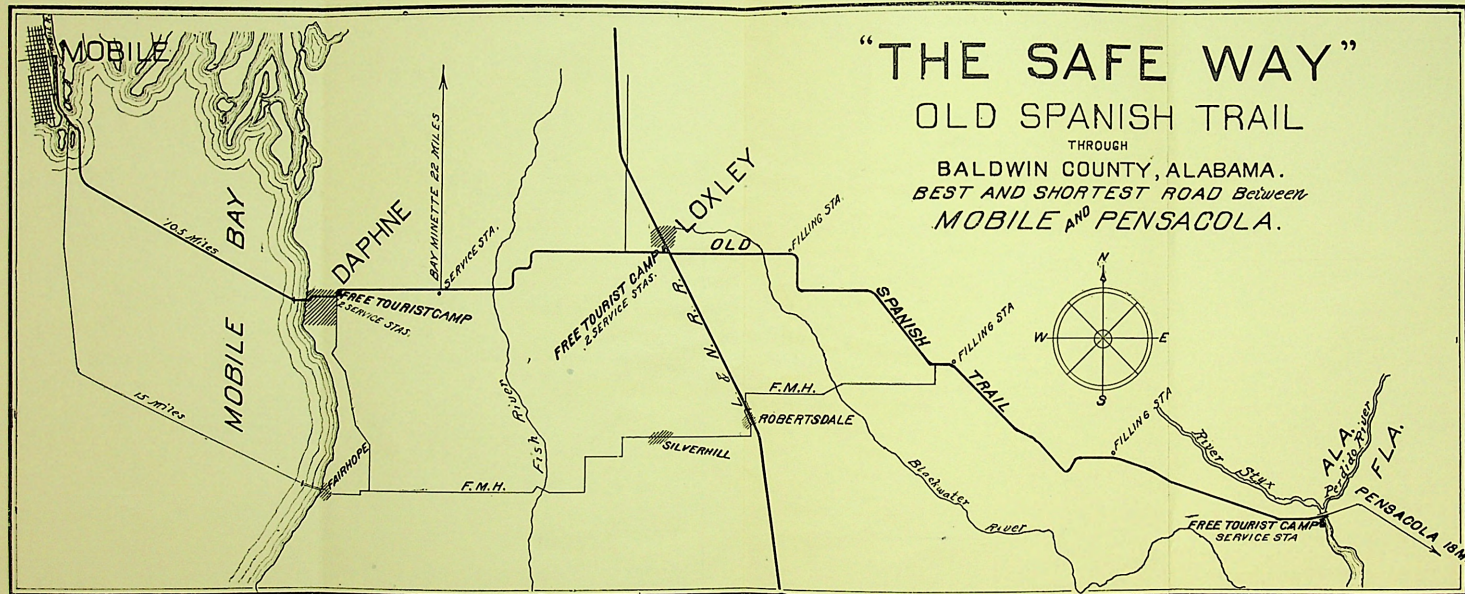 MOBILE
"THE SAFE WAY"
OLD SPANISH TRAIL
THROUGH
BALDWIN COUNTY, ALABAMA.
BEST AND SHORTEST ROAD Between
MOBILE AND PENSACOLA.
10.5 Miles
15 Miles
MOBILE BAY
DAPHNE
FREE TOURIST CAMP
2 SERVICE STAS.
BAY MINETTE 22 MILES
SERVICE STA.
LOXLEY
FREE TOURIST CAMP
2 SERVICE STAS.
L. & N. R. R.
OLD
SPANISH
TRAIL
FILLING STA.
FILLING STA
FILLING STA
N
W
E
S
F.M.H.
ROBERTSDALE
SILVERHILL
FAIRHOPE
F.M.H.
Fish River
Blackwater
River
River Styx
ALA.
Perdido River
FLA.
FREE TOURIST CAMP
SERVICE STA
PENSACOLA 18M